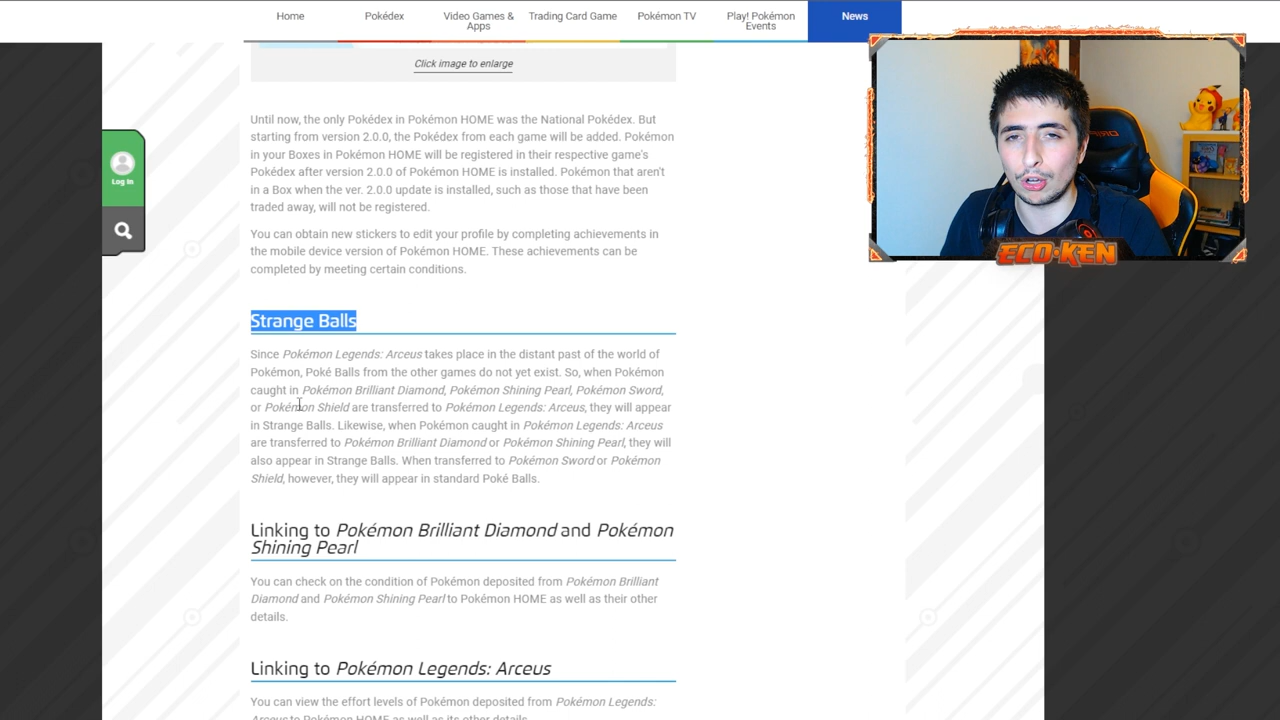 Home
Pokédex
Video Games &
Apps
Trading Card Game
Pokémon TV
Play! Pokémon
Events
News
Click image to enlarge
Log In
Until now, the only Pokédex in Pokémon HOME was the National Pokédex. But
starting from version 2.0.0, the Pokédex from each game will be added. Pokémon
in your Boxes in Pokémon HOME will be registered in their respective game's
Pokédex after version 2.0.0 of Pokémon HOME is installed. Pokémon that aren't
in a Box when the ver. 2.0.0 update is installed, such as those that have been
traded away, will not be registered.
You can obtain new stickers to edit your profile by completing achievements in
the mobile device version of Pokémon HOME. These achievements can be
completed by meeting certain conditions.
ECO·KEN
Strange Balls
Since Pokémon Legends: Arceus takes place in the distant past of the world of
Pokémon, Poké Balls from the other games do not yet exist. So, when Pokémon
caught in Pokémon Brilliant Diamond, Pokémon Shining Pearl, Pokémon Sword,
or Pokémon Shield are transferred to Pokémon Legends: Arceus, they will appear
in Strange Balls. Likewise, when Pokémon caught in Pokémon Legends: Arceus
are transferred to Pokémon Brilliant Diamond or Pokémon Shining Pearl, they will
also appear in Strange Balls. When transferred to Pokémon Sword or Pokémon
Shield, however, they will appear in standard Poké Balls.
Linking to Pokémon Brilliant Diamond and Pokémon
Shining Pearl
You can check on the condition of Pokémon deposited from Pokémon Brilliant
Diamond and Pokémon Shining Pearl to Pokémon HOME as well as their other
details.
Linking to Pokémon Legends: Arceus
You can view the effort levels of Pokémon deposited from Pokémon Legends:
Arceus to Pokémon HOME as well as its other details.